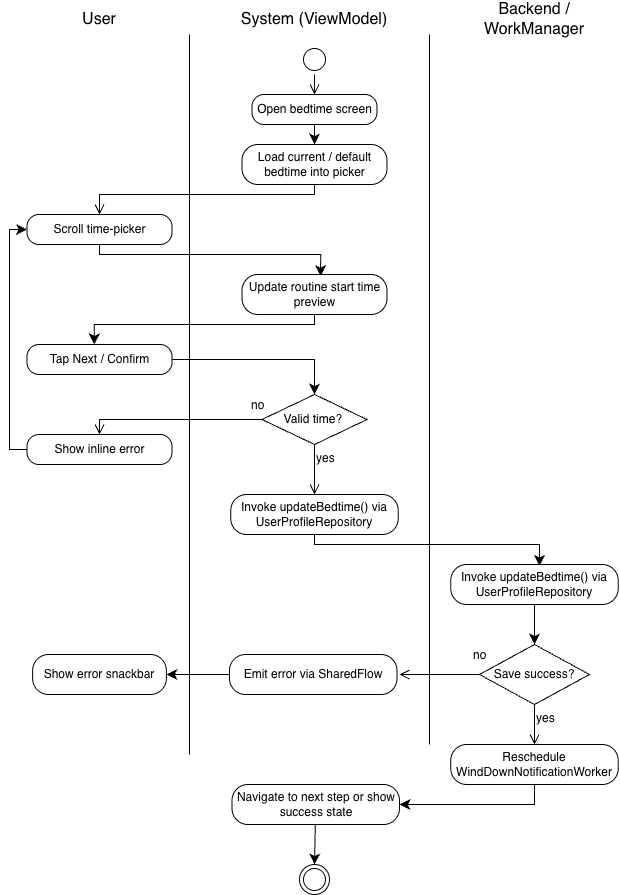 User
System (ViewModel)
Backend /
WorkManager
Open bedtime screen
Load current / default
bedtime into picker
Scroll time-picker
Update routine start time
preview
Tap Next / Confirm
no
Valid time?
Show inline error
yes
Invoke updateBedtime() via
UserProfileRepository
Invoke updateBedtime() via
UserProfileRepository
no
Show error snackbar
Emit error via SharedFlow
Save success?
yes
Reschedule
WindDownNotificationWorker
Navigate to next step or show
success state